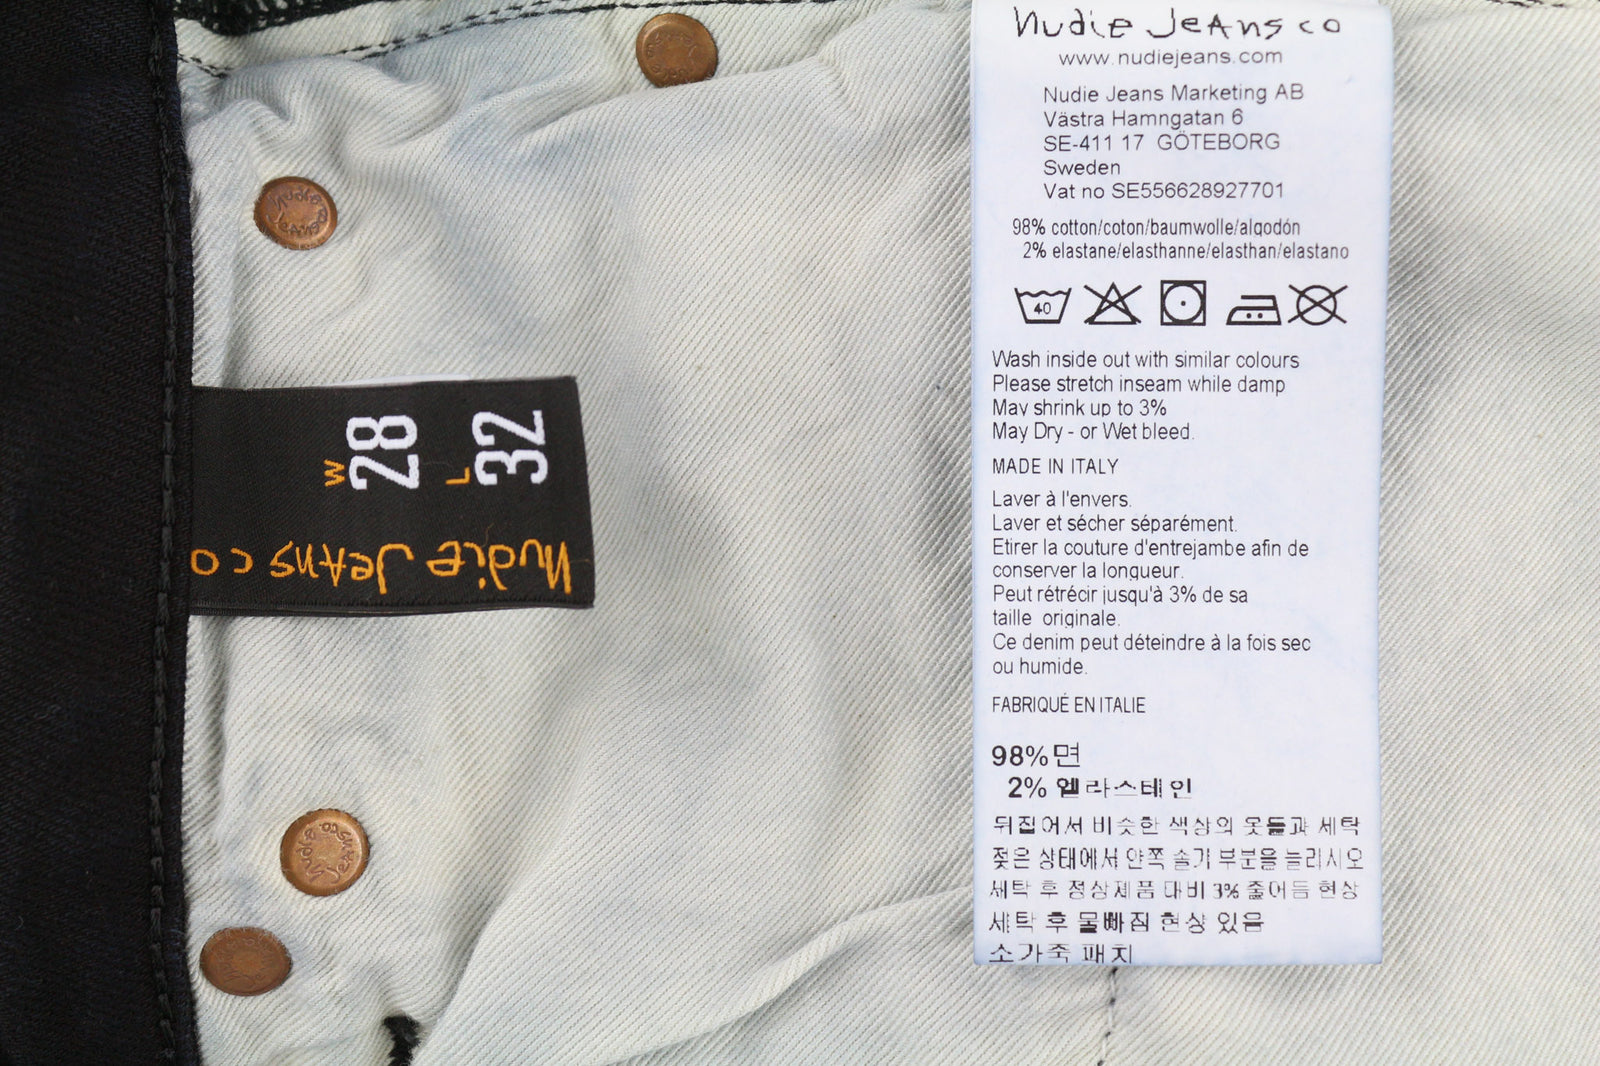 nudie jeans co
www.nudiejeans.com
Nudie Jeans Marketing AB
Västra Hamngatan 6
SE-411 17 GÖTEBORG
Sweden
Vat no SE556628927701
98% cotton/coton/baumwolle/algodón
2% elastane/elasthanne/elasthan/elastano
40
Wash inside out with similar colours
Please stretch inseam while damp
May shrink up to 3%
May Dry - or Wet bleed.
MADE IN ITALY
Laver à l'envers.
Laver et sécher séparément.
Etirer la couture d'entrejambe afin de
conserver la longueur.
Peut rétrécir jusqu'à 3% de sa
taille originale.
Ce denim peut déteindre à la fois sec
ou humide.
FABRIQUÉ EN ITALIE
98%면
2% 엘라스테인
뒤집어서 비슷한 색상의 옷들과 세탁
젖은 상태에서 안쪽 솔기 부분을 늘리시오
세탁 후 정상제품 대비 3% 줄어듬 현상
세탁 후 물빠짐 현상 있음
소가죽 패치
W 28
L 32
nudie jeans co
Nudie Jeans co
Nudie Jeans co